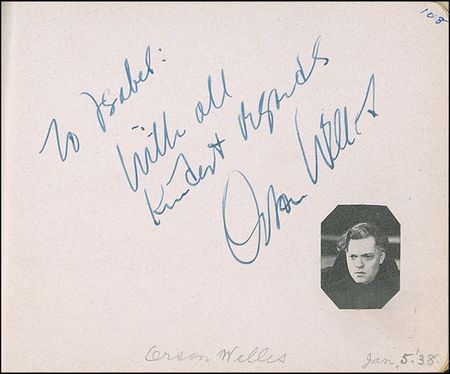 108
To Isabel:
With all
Kindest regards
Orson Welles
Orson Welles
Jan. 5. '38.